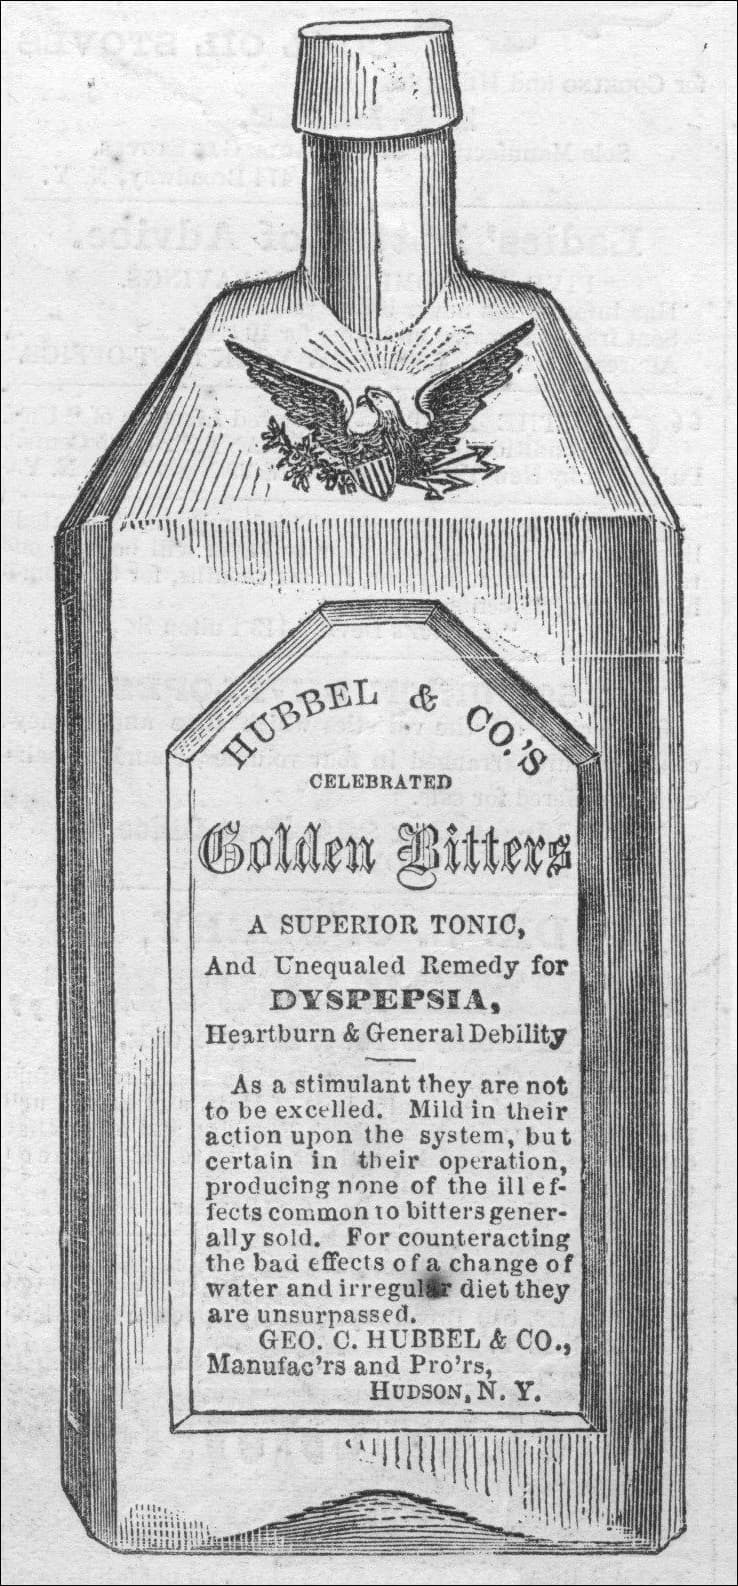 HUBBEL & CO.'S
CELEBRATED
Golden Bitters
A SUPERIOR TONIC,
And Unequaled Remedy for
DYSPEPSIA,
Heartburn & General Debility
As a stimulant they are not
to be excelled. Mild in their
action upon the system, but
certain in their operation,
producing none of the ill ef-
fects common to bitters gener-
ally sold. For counteracting
the bad effects of a change of
water and irregular diet they
are unsurpassed.
GEO. C. HUBBEL & CO.,
Manufac'rs and Pro'rs,
HUDSON, N. Y.